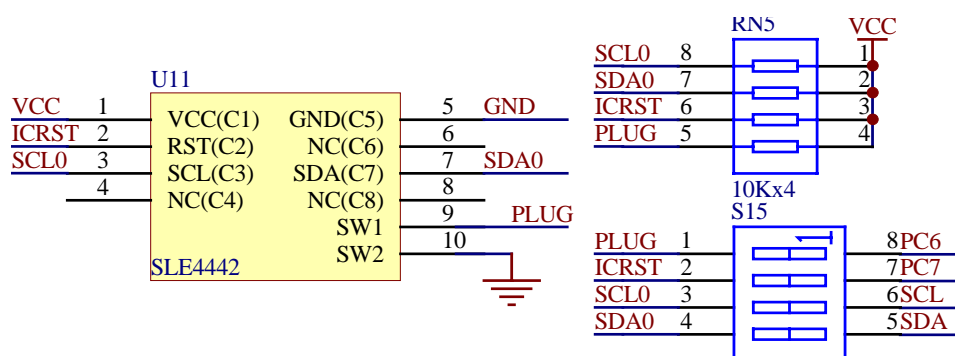 U11
VCC 1 VCC(C1) GND(C5) 5 GND
ICRST 2 RST(C2) NC(C6) 6
SCL0 3 SCL(C3) SDA(C7) 7 SDA0
4 NC(C4) NC(C8) 8
SW1 9 PLUG
SW2 10
SLE4442
RN5 VCC
SCL0 8 1
SDA0 7 2
ICRST 6 3
PLUG 5 4
10Kx4
S15
PLUG 1 8 PC6
ICRST 2 7 PC7
SCL0 3 6 SCL
SDA0 4 5 SDA